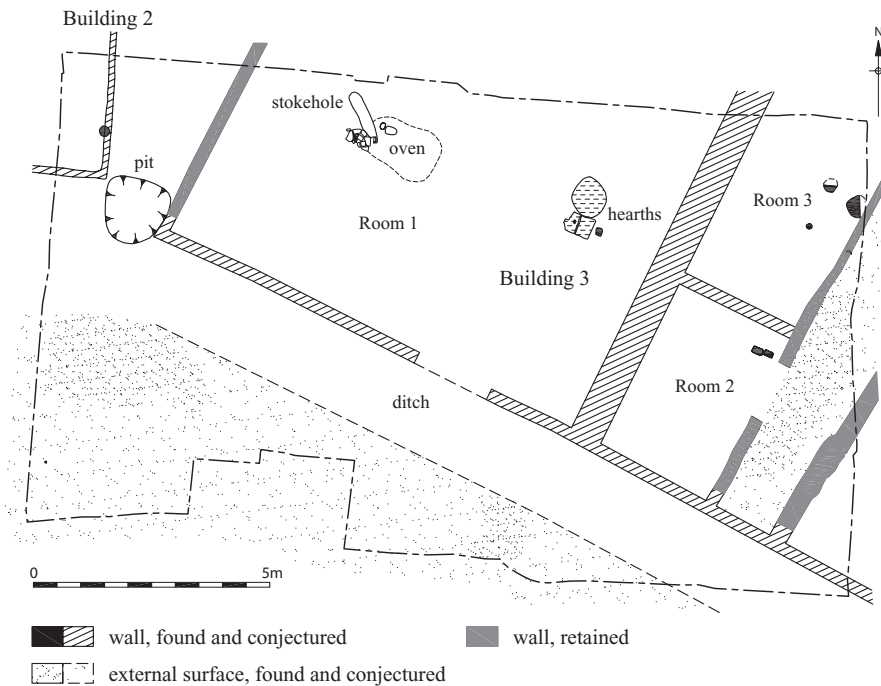 Building 2
N
stokehole
oven
pit
hearths
Room 3
Room 1
Building 3
Room 2
ditch
0 5m
wall, found and conjectured
wall, retained
external surface, found and conjectured